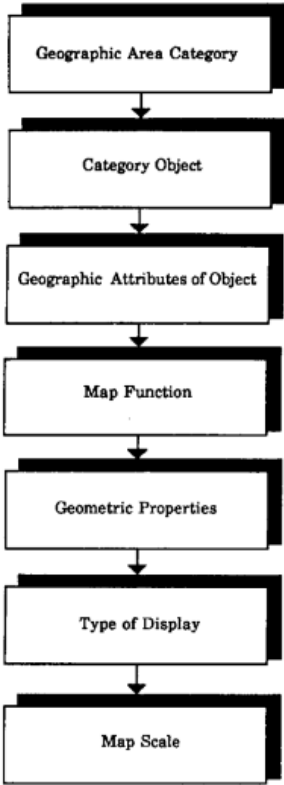 Geographic Area Category
Category Object
Geographic Attributes of Object
Map Function
Geometric Properties
Type of Display
Map Scale